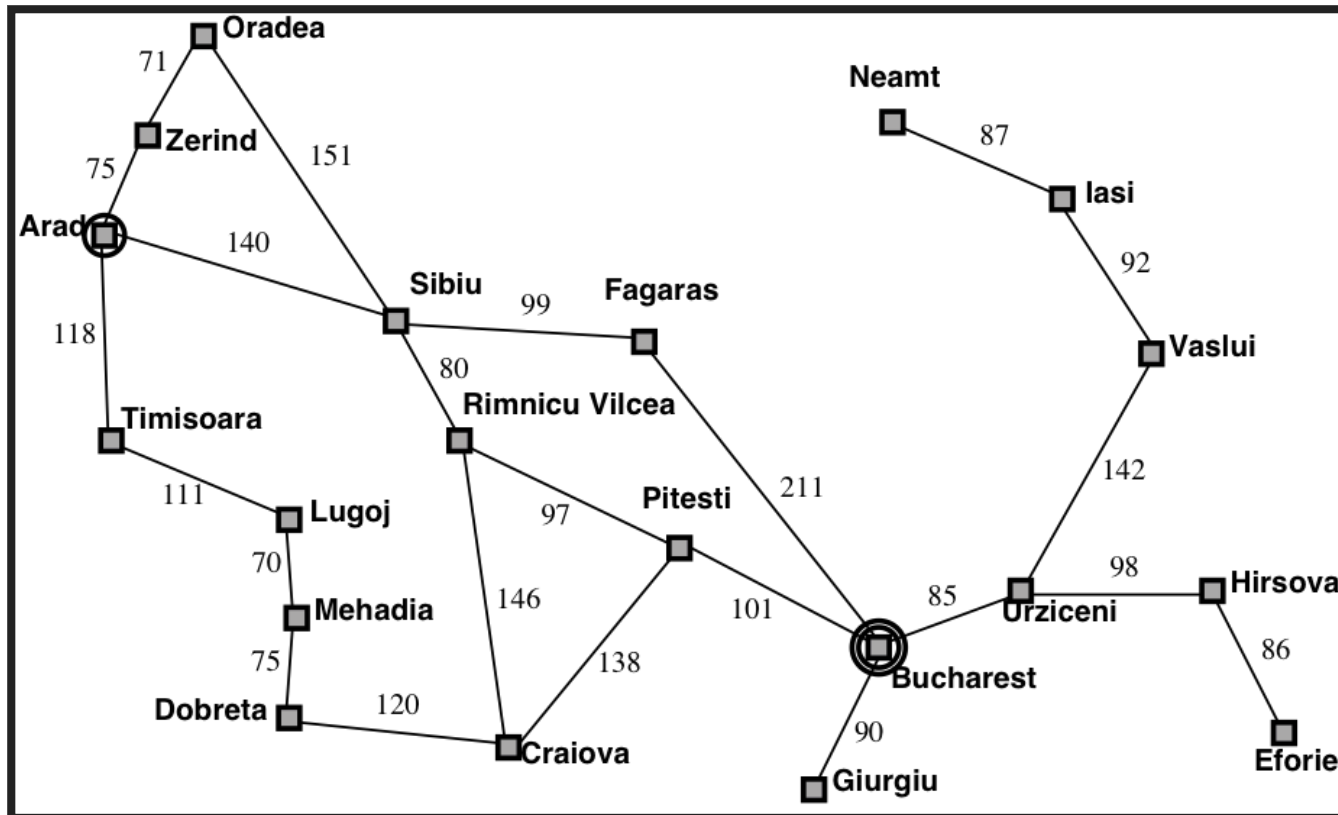 Oradea
71
Neamt
Zerind
87
151
75
Iasi
Arad
140
92
Sibiu
Fagaras
99
118
Vaslui
80
Rimnicu Vilcea
Timisoara
142
211
111
Lugoj
97
Pitesti
70
98
Hirsova
146
101
85
Urziceni
Mehadia
86
75
138
Bucharest
Dobreta
120
90
Craiova
Eforie
Giurgiu